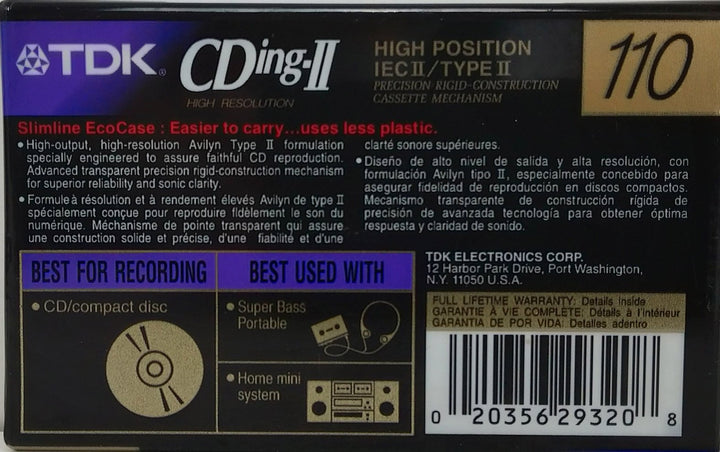 TDK®
CDing-II
HIGH RESOLUTION
HIGH POSITION
IEC II/TYPE II
PRECISION RIGID-CONSTRUCTION
CASSETTE MECHANISM
110
Slimline EcoCase : Easier to carry...uses less plastic.
• High-output, high-resolution Avilyn Type II formulation
specially engineered to assure faithful CD reproduction.
Advanced transparent precision rigid-construction mechanism
for superior reliability and sonic clarity.
• Formule à résolution et à rendement élevés Avilyn de type II
spécialement conçue pour reproduire fidèlement le son du
numérique. Méchanisme de pointe transparent qui assure
une construction solide et précise, d'une fiabilité et d'une
clarté sonore supérieures.
• Diseño de alto nivel de salida y alta resolución, con
formulación Avilyn tipo II, especialmente concebido para
asegurar fidelidad de reproducción en discos compactos.
Mecanismo transparente de construcción rígida de
precisión de avanzada tecnología para obtener óptima
respuesta y claridad de sonido.
BEST FOR RECORDING
• CD/compact disc
BEST USED WITH
• Super Bass
Portable
• Home mini
system
TDK ELECTRONICS CORP.
12 Harbor Park Drive, Port Washington,
N.Y. 11050 U.S.A.
FULL LIFETIME WARRANTY: Details inside
GARANTIE À VIE COMPLÈTE: Détails à l'intérieur
GARANTIA DE POR VIDA: Detalles adentro
0 20356 29320 8